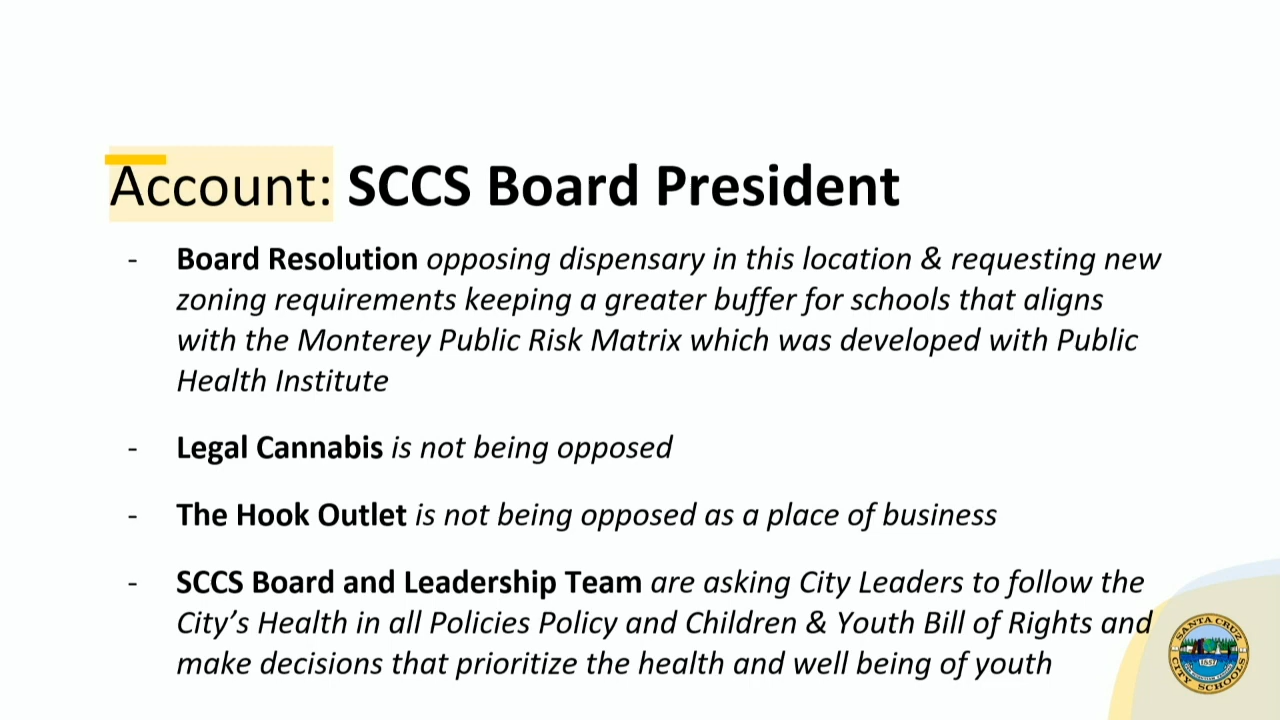 Account: SCCS Board President
- Board Resolution opposing dispensary in this location & requesting new
zoning requirements keeping a greater buffer for schools that aligns
with the Monterey Public Risk Matrix which was developed with Public
Health Institute
- Legal Cannabis is not being opposed
- The Hook Outlet is not being opposed as a place of business
- SCCS Board and Leadership Team are asking City Leaders to follow the
City’s Health in all Policies Policy and Children & Youth Bill of Rights and
make decisions that prioritize the health and well being of youth
SANTA CRUZ
1857
CITY SCHOOLS